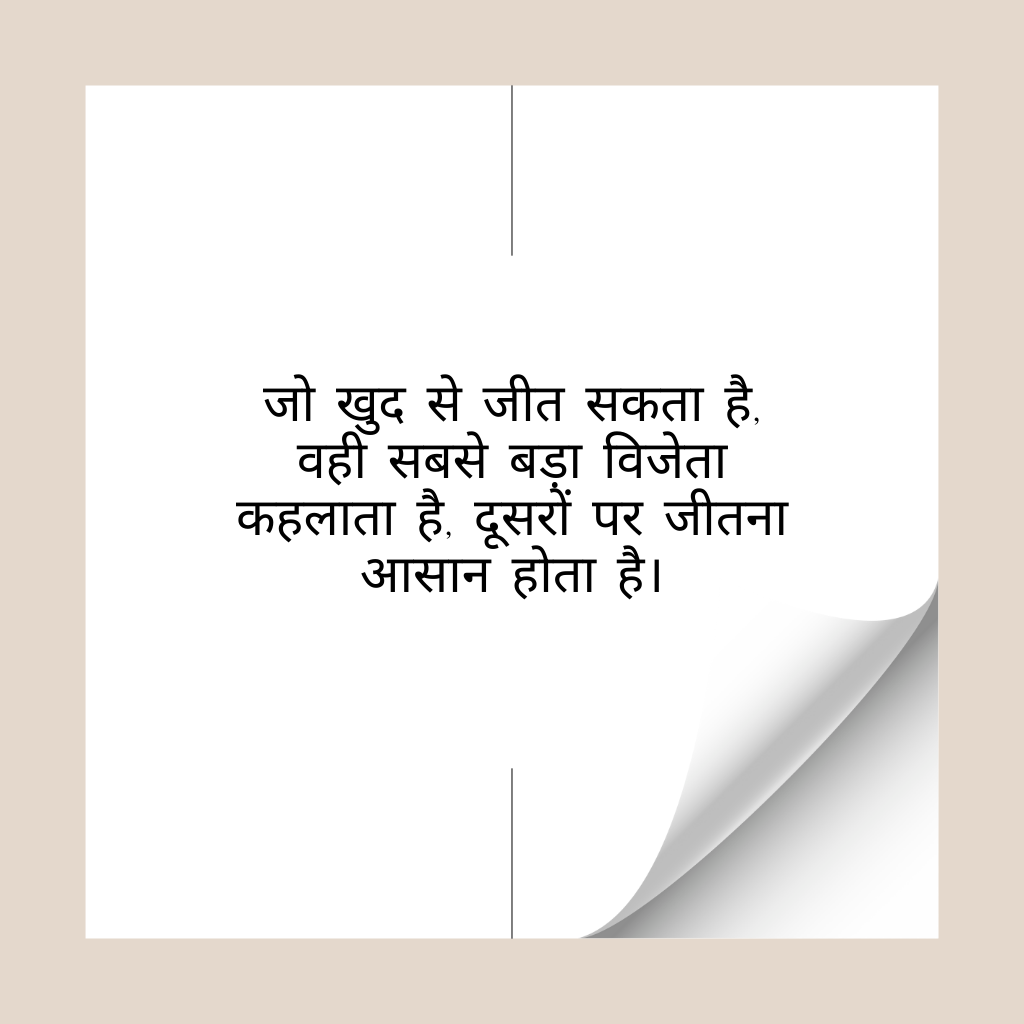 जो खुद से जीत सकता है,
वही सबसे बड़ा विजेता
कहलाता है, दूसरों पर जीतना
आसान होता है।